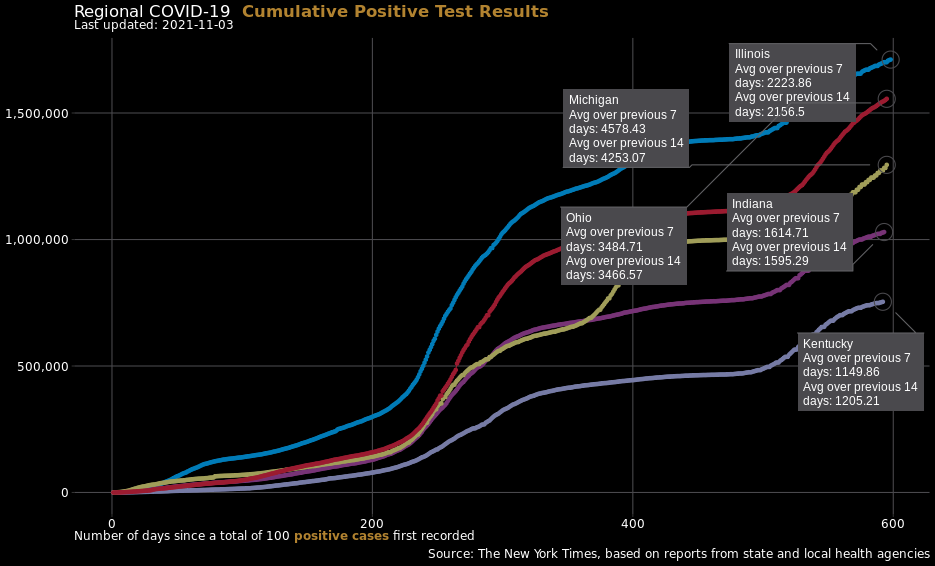 Regional COVID-19 Cumulative Positive Test Results
Last updated: 2021-11-03
Illinois
Avg over previous 7
days: 2223.86
Avg over previous 14
days: 2156.5
Michigan
Avg over previous 7
days: 4578.43
Avg over previous 14
days: 4253.07
Ohio
Avg over previous 7
days: 3484.71
Avg over previous 14
days: 3466.57
Indiana
Avg over previous 7
days: 1614.71
Avg over previous 14
days: 1595.29
Kentucky
Avg over previous 7
days: 1149.86
Avg over previous 14
days: 1205.21
1,500,000
1,000,000
500,000
0
0 200 400 600
Number of days since a total of 100 positive cases first recorded
Source: The New York Times, based on reports from state and local health agencies